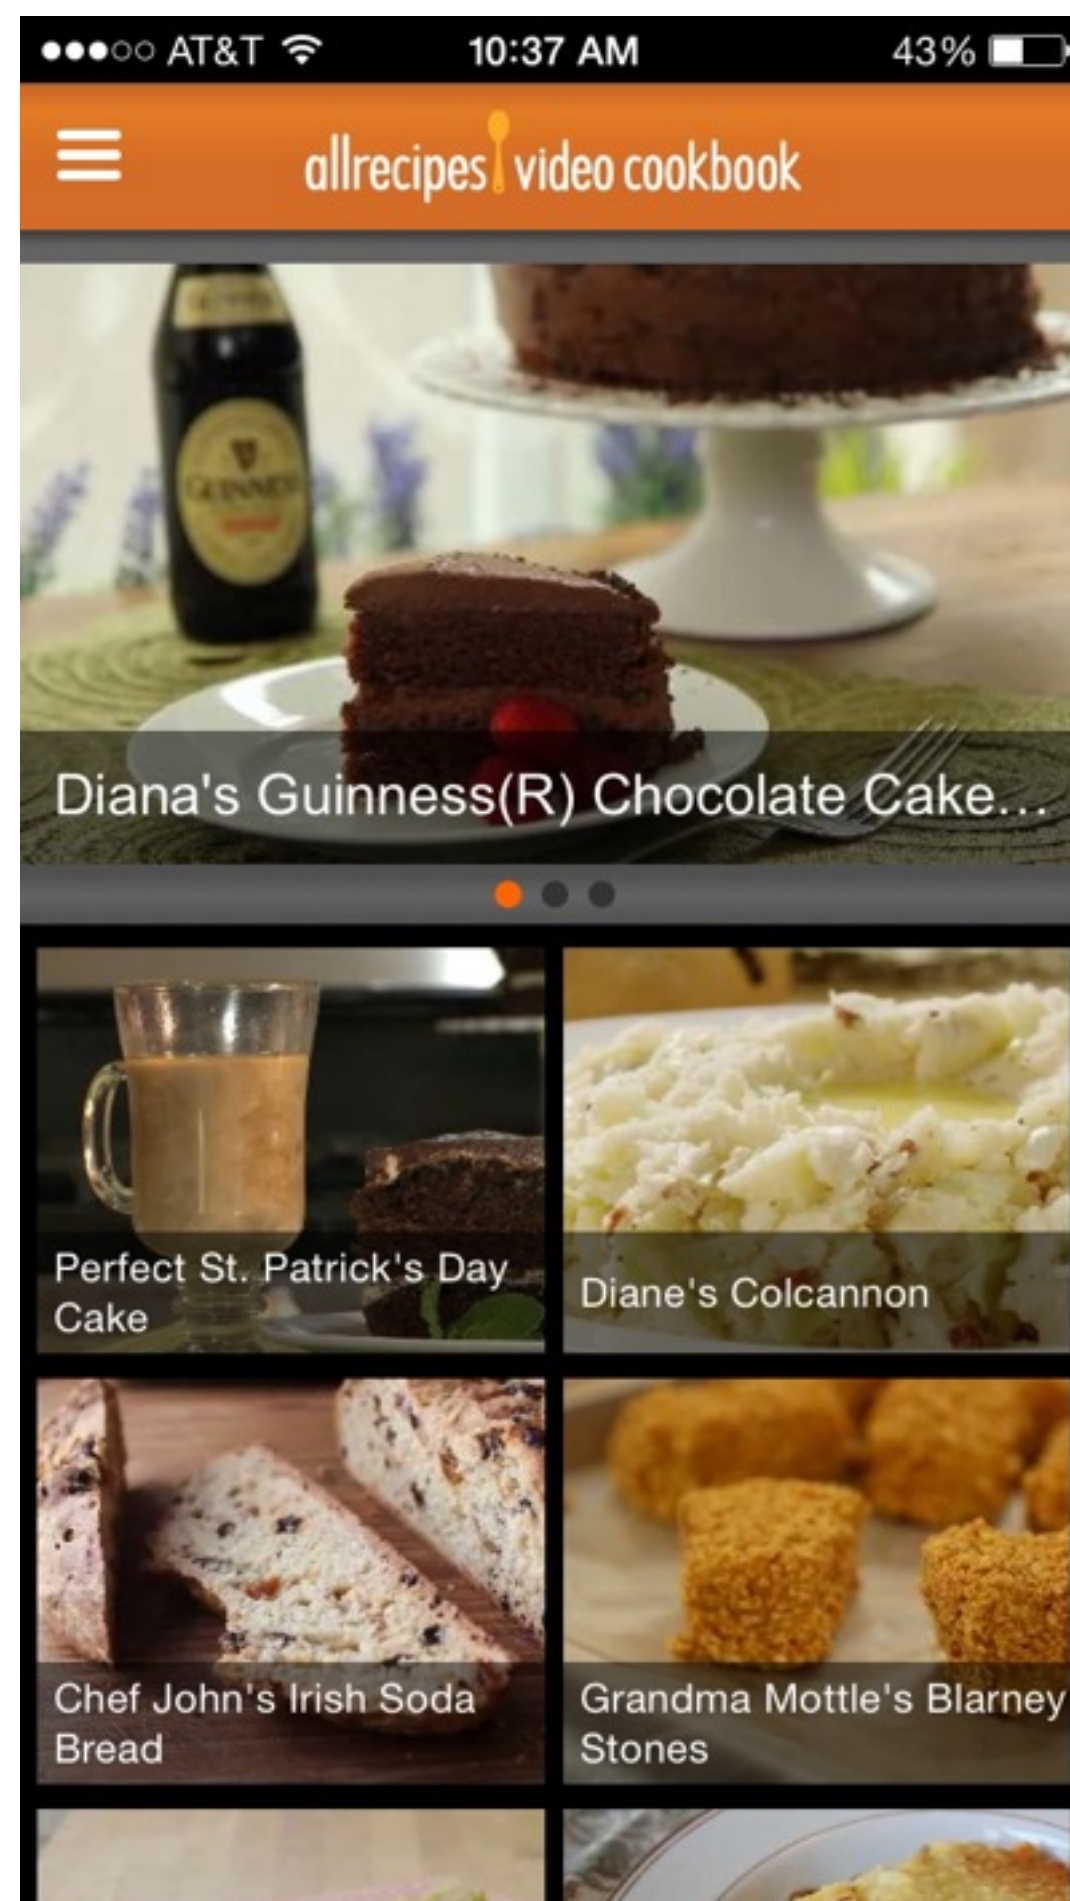 AT&T 10:37 AM 43%
allrecipes video cookbook
GUINNESS
Diana's Guinness(R) Chocolate Cake...
Perfect St. Patrick's Day
Cake
Diane's Colcannon
Chef John's Irish Soda
Bread
Grandma Mottle's Blarney
Stones